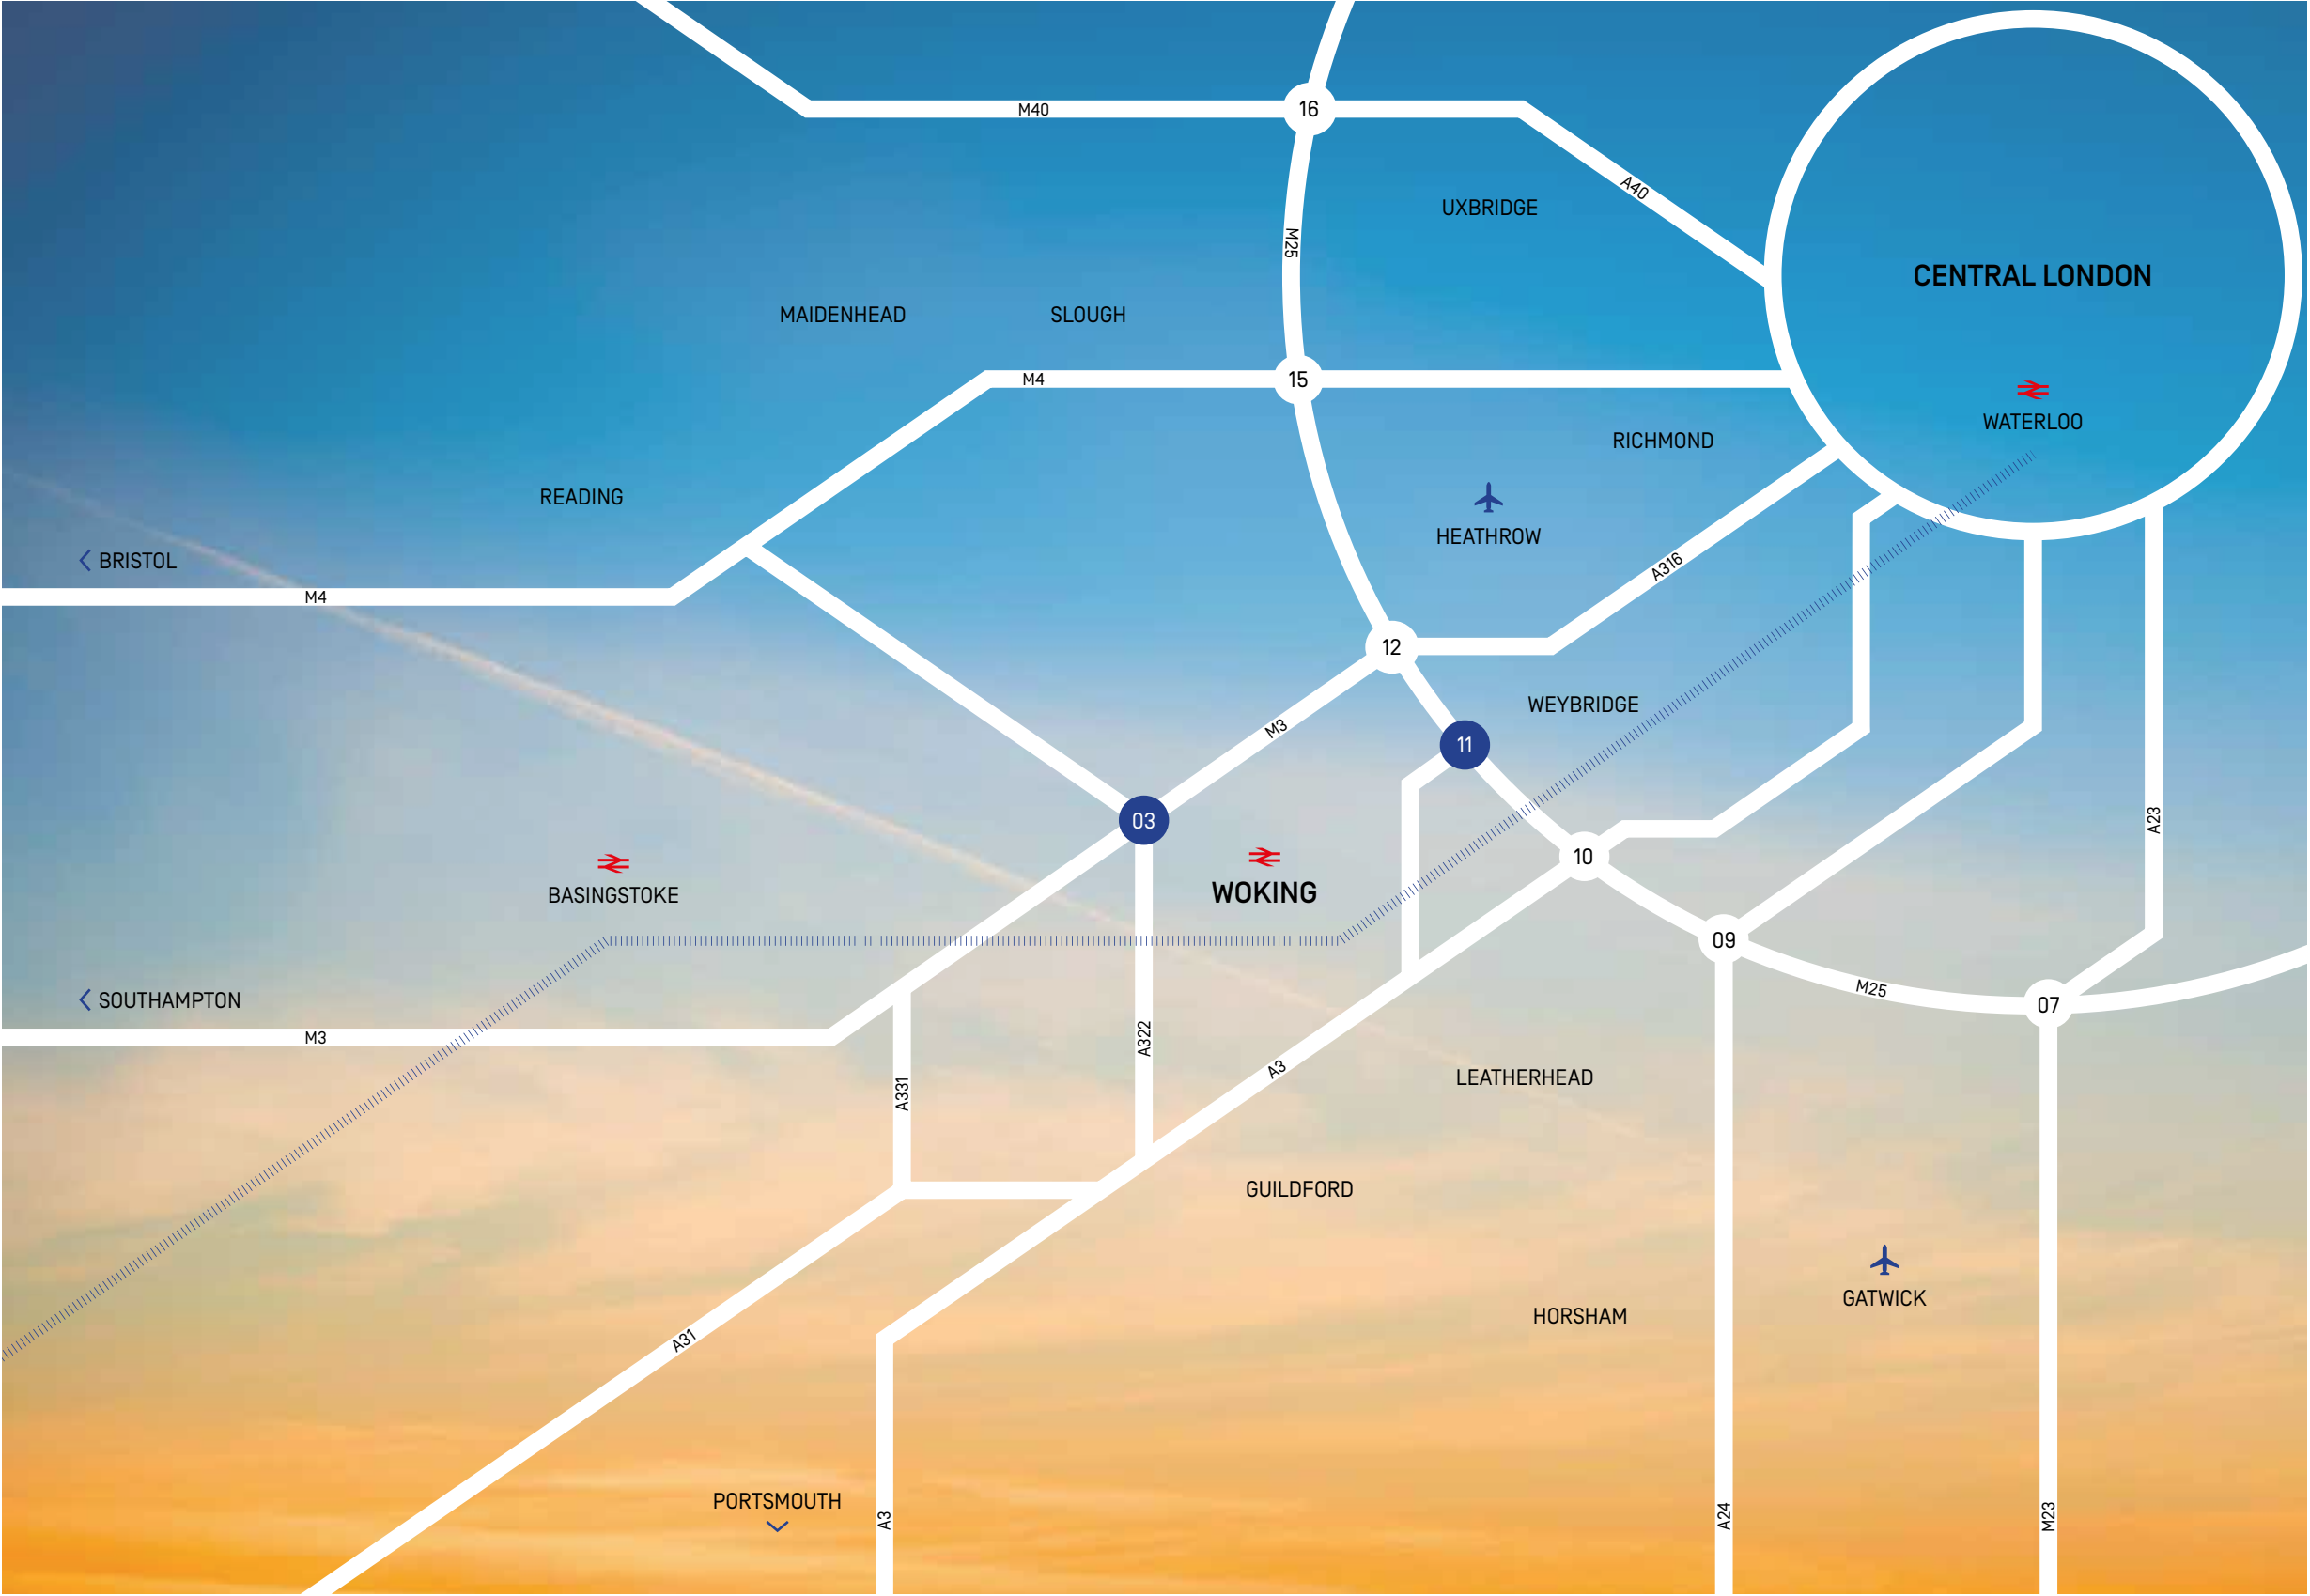 M40
16
A40
UXBRIDGE
M25
CENTRAL LONDON
MAIDENHEAD
SLOUGH
M4
15
WATERLOO
RICHMOND
READING
HEATHROW
BRISTOL
A316
M4
12
WEYBRIDGE
M3
11
03
A23
10
BASINGSTOKE
WOKING
09
M25
SOUTHAMPTON
07
M3
A322
A3
LEATHERHEAD
A331
GUILDFORD
GATWICK
HORSHAM
A31
PORTSMOUTH
A3
A24
M23